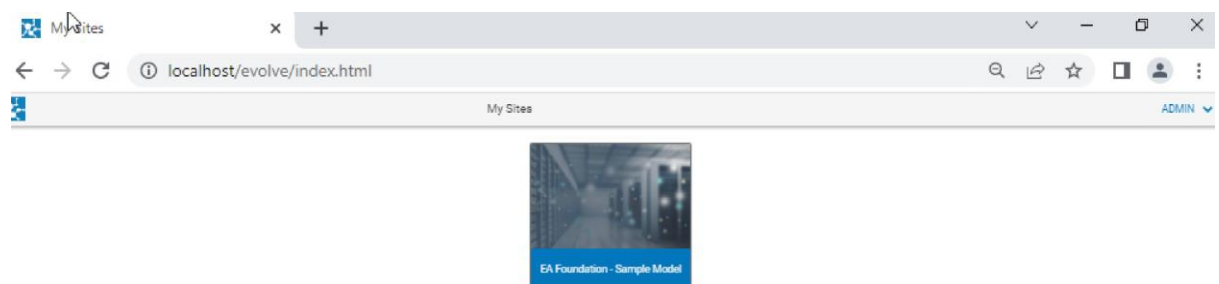 My Sites
localhost/evolve/index.html
My Sites ADMIN
EA Foundation - Sample Model